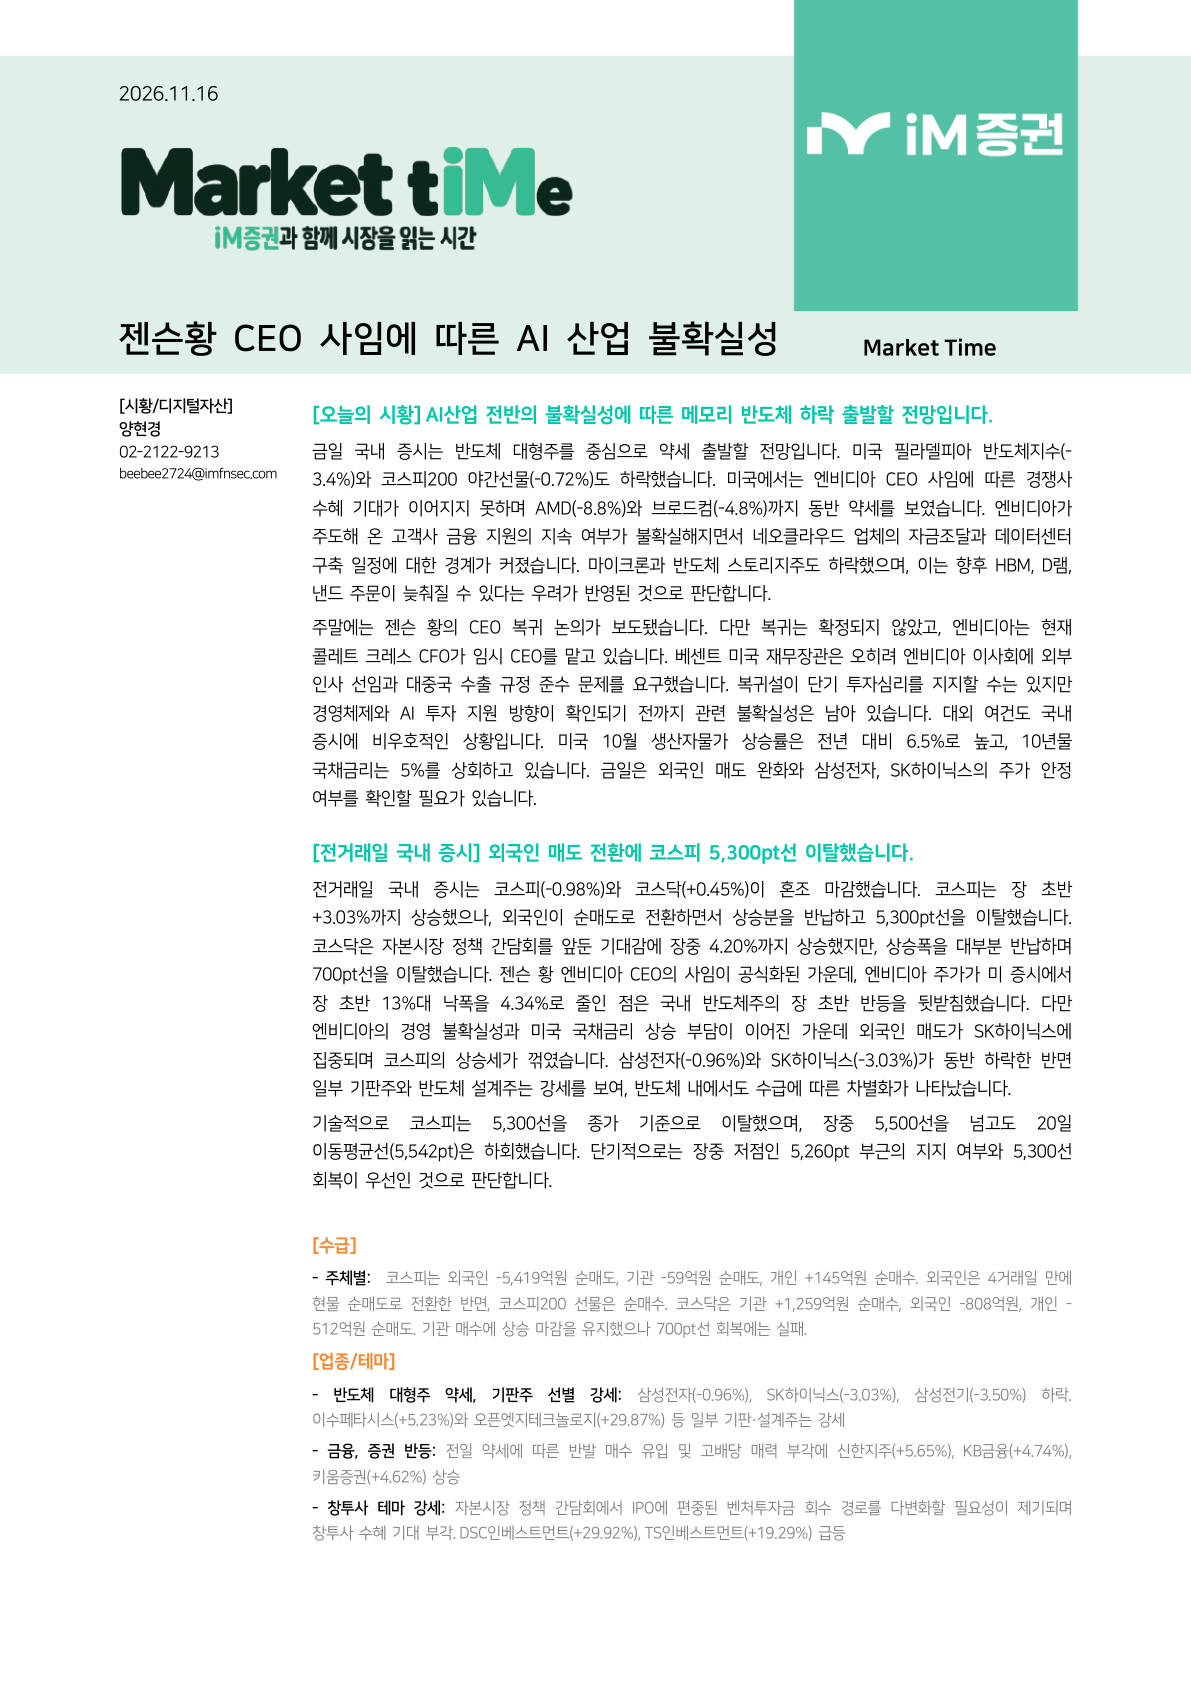 2026.11.16
iM증권
Market tiMe
iM증권과 함께 시장을 읽는 시간
젠슨황 CEO 사임에 따른 AI 산업 불확실성
Market Time
[시황/디지털자산]
양현경
02-2122-9213
beebee2724@imfnsec.com
[오늘의 시황] AI산업 전반의 불확실성에 따른 메모리 반도체 하락 출발할 전망입니다.
금일 국내 증시는 반도체 대형주를 중심으로 약세 출발할 전망입니다. 미국 필라델피아 반도체지수(-
3.4%)와 코스피200 야간선물(-0.72%)도 하락했습니다. 미국에서는 엔비디아 CEO 사임에 따른 경쟁사
수혜 기대가 이어지지 못하며 AMD(-8.8%)와 브로드컴(-4.8%)까지 동반 약세를 보였습니다. 엔비디아가
주도해 온 고객사 금융 지원의 지속 여부가 불확실해지면서 네오클라우드 업체의 자금조달과 데이터센터
구축 일정에 대한 경계가 커졌습니다. 마이크론과 반도체 스토리지주도 하락했으며, 이는 향후 HBM, D램,
낸드 주문이 늦춰질 수 있다는 우려가 반영된 것으로 판단합니다.
주말에는 젠슨 황의 CEO 복귀 논의가 보도됐습니다. 다만 복귀는 확정되지 않았고, 엔비디아는 현재
콜레트 크레스 CFO가 임시 CEO를 맡고 있습니다. 베센트 미국 재무장관은 오히려 엔비디아 이사회에 외부
인사 선임과 대중국 수출 규정 준수 문제를 요구했습니다. 복귀설이 단기 투자심리를 지지할 수는 있지만
경영체제와 AI 투자 지원 방향이 확인되기 전까지 관련 불확실성은 남아 있습니다. 대외 여건도 국내
증시에 비우호적인 상황입니다. 미국 10월 생산자물가 상승률은 전년 대비 6.5%로 높고, 10년물
국채금리는 5%를 상회하고 있습니다. 금일은 외국인 매도 완화와 삼성전자, SK하이닉스의 주가 안정
여부를 확인할 필요가 있습니다.
[전거래일 국내 증시] 외국인 매도 전환에 코스피 5,300pt선 이탈했습니다.
전거래일 국내 증시는 코스피(-0.98%)와 코스닥(+0.45%)이 혼조 마감했습니다. 코스피는 장 초반
+3.03%까지 상승했으나, 외국인이 순매도로 전환하면서 상승분을 반납하고 5,300pt선을 이탈했습니다.
코스닥은 자본시장 정책 간담회를 앞둔 기대감에 장중 4.20%까지 상승했지만, 상승폭을 대부분 반납하며
700pt선을 이탈했습니다. 젠슨 황 엔비디아 CEO의 사임이 공식화된 가운데, 엔비디아 주가가 미 증시에서
장 초반 13%대 낙폭을 4.34%로 줄인 점은 국내 반도체주의 장 초반 반등을 뒷받침했습니다. 다만
엔비디아의 경영 불확실성과 미국 국채금리 상승 부담이 이어진 가운데 외국인 매도가 SK하이닉스에
집중되며 코스피의 상승세가 꺾였습니다. 삼성전자(-0.96%)와 SK하이닉스(-3.03%)가 동반 하락한 반면
일부 기판주와 반도체 설계주는 강세를 보여, 반도체 내에서도 수급에 따른 차별화가 나타났습니다.
기술적으로 코스피는 5,300선을 종가 기준으로 이탈했으며, 장중 5,500선을 넘고도 20일
이동평균선(5,542pt)은 하회했습니다. 단기적으로는 장중 저점인 5,260pt 부근의 지지 여부와 5,300선
회복이 우선인 것으로 판단합니다.
[수급]
- 주체별: 코스피는 외국인 -5,419억원 순매도, 기관 -59억원 순매도, 개인 +145억원 순매수. 외국인은 4거래일 만에
현물 순매도로 전환한 반면, 코스피200 선물은 순매수. 코스닥은 기관 +1,259억원 순매수, 외국인 -808억원, 개인 -
512억원 순매도. 기관 매수에 상승 마감을 유지했으나 700pt선 회복에는 실패.
[업종/테마]
- 반도체 대형주 약세, 기판주 선별 강세: 삼성전자(-0.96%), SK하이닉스(-3.03%), 삼성전기(-3.50%) 하락.
이수페타시스(+5.23%)와 오픈엣지테크놀로지(+29.87%) 등 일부 기판·설계주는 강세
- 금융, 증권 반등: 전일 약세에 따른 반발 매수 유입 및 고배당 매력 부각에 신한지주(+5.65%), KB금융(+4.74%),
키움증권(+4.62%) 상승
- 창투사 테마 강세: 자본시장 정책 간담회에서 IPO에 편중된 벤처투자금 회수 경로를 다변화할 필요성이 제기되며
창투사 수혜 기대 부각. DSC인베스트먼트(+29.92%), TS인베스트먼트(+19.29%) 급등